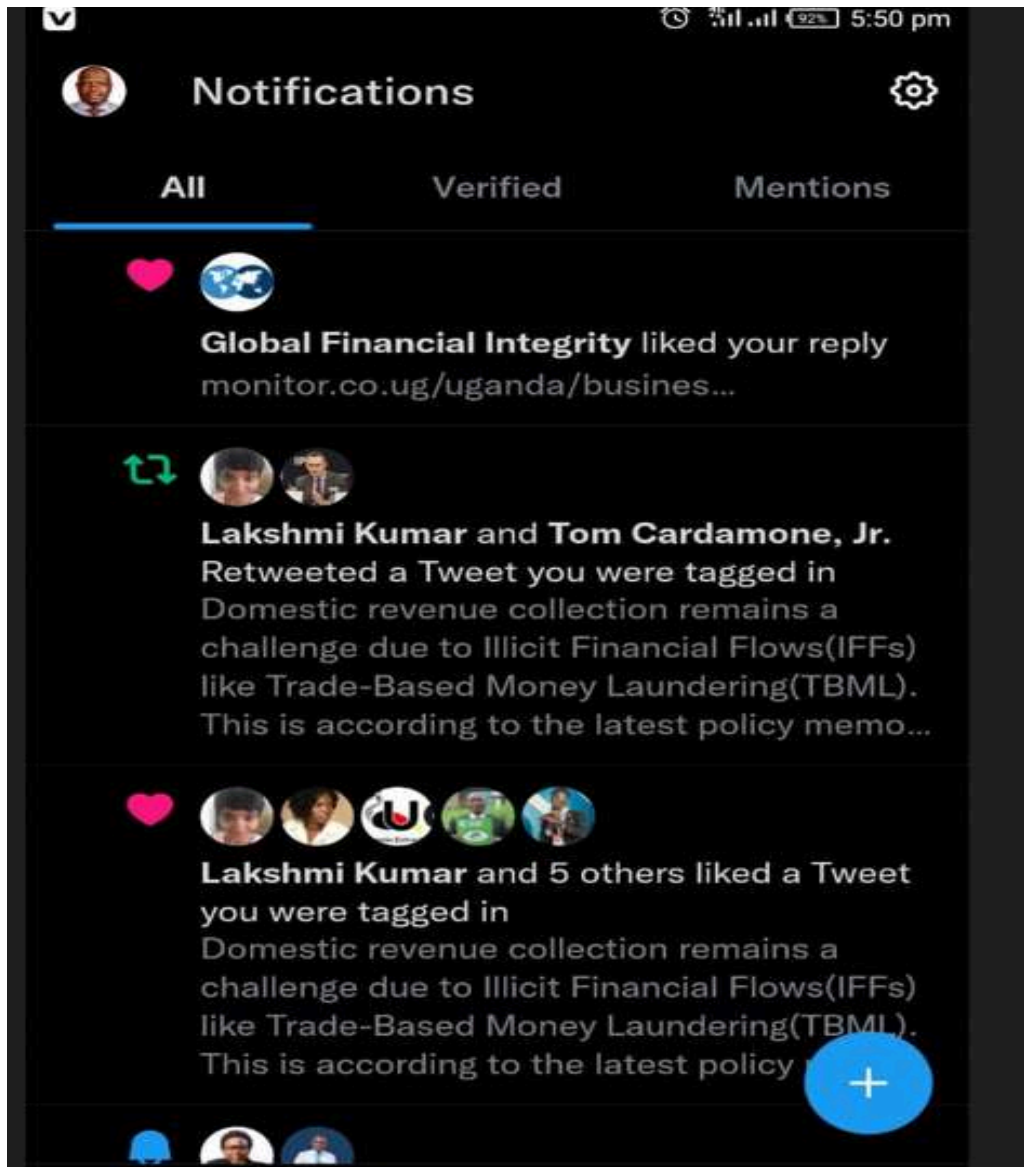 V
92% 5:50 pm
Notifications
All Verified Mentions
Global Financial Integrity liked your reply
monitor.co.ug/uganda/busines...
Lakshmi Kumar and Tom Cardamone, Jr.
Retweeted a Tweet you were tagged in
Domestic revenue collection remains a
challenge due to Illicit Financial Flows(IFFs)
like Trade-Based Money Laundering(TBML).
This is according to the latest policy memo...
Lakshmi Kumar and 5 others liked a Tweet
you were tagged in
Domestic revenue collection remains a
challenge due to Illicit Financial Flows(IFFs)
like Trade-Based Money Laundering(TBML).
This is according to the latest policy